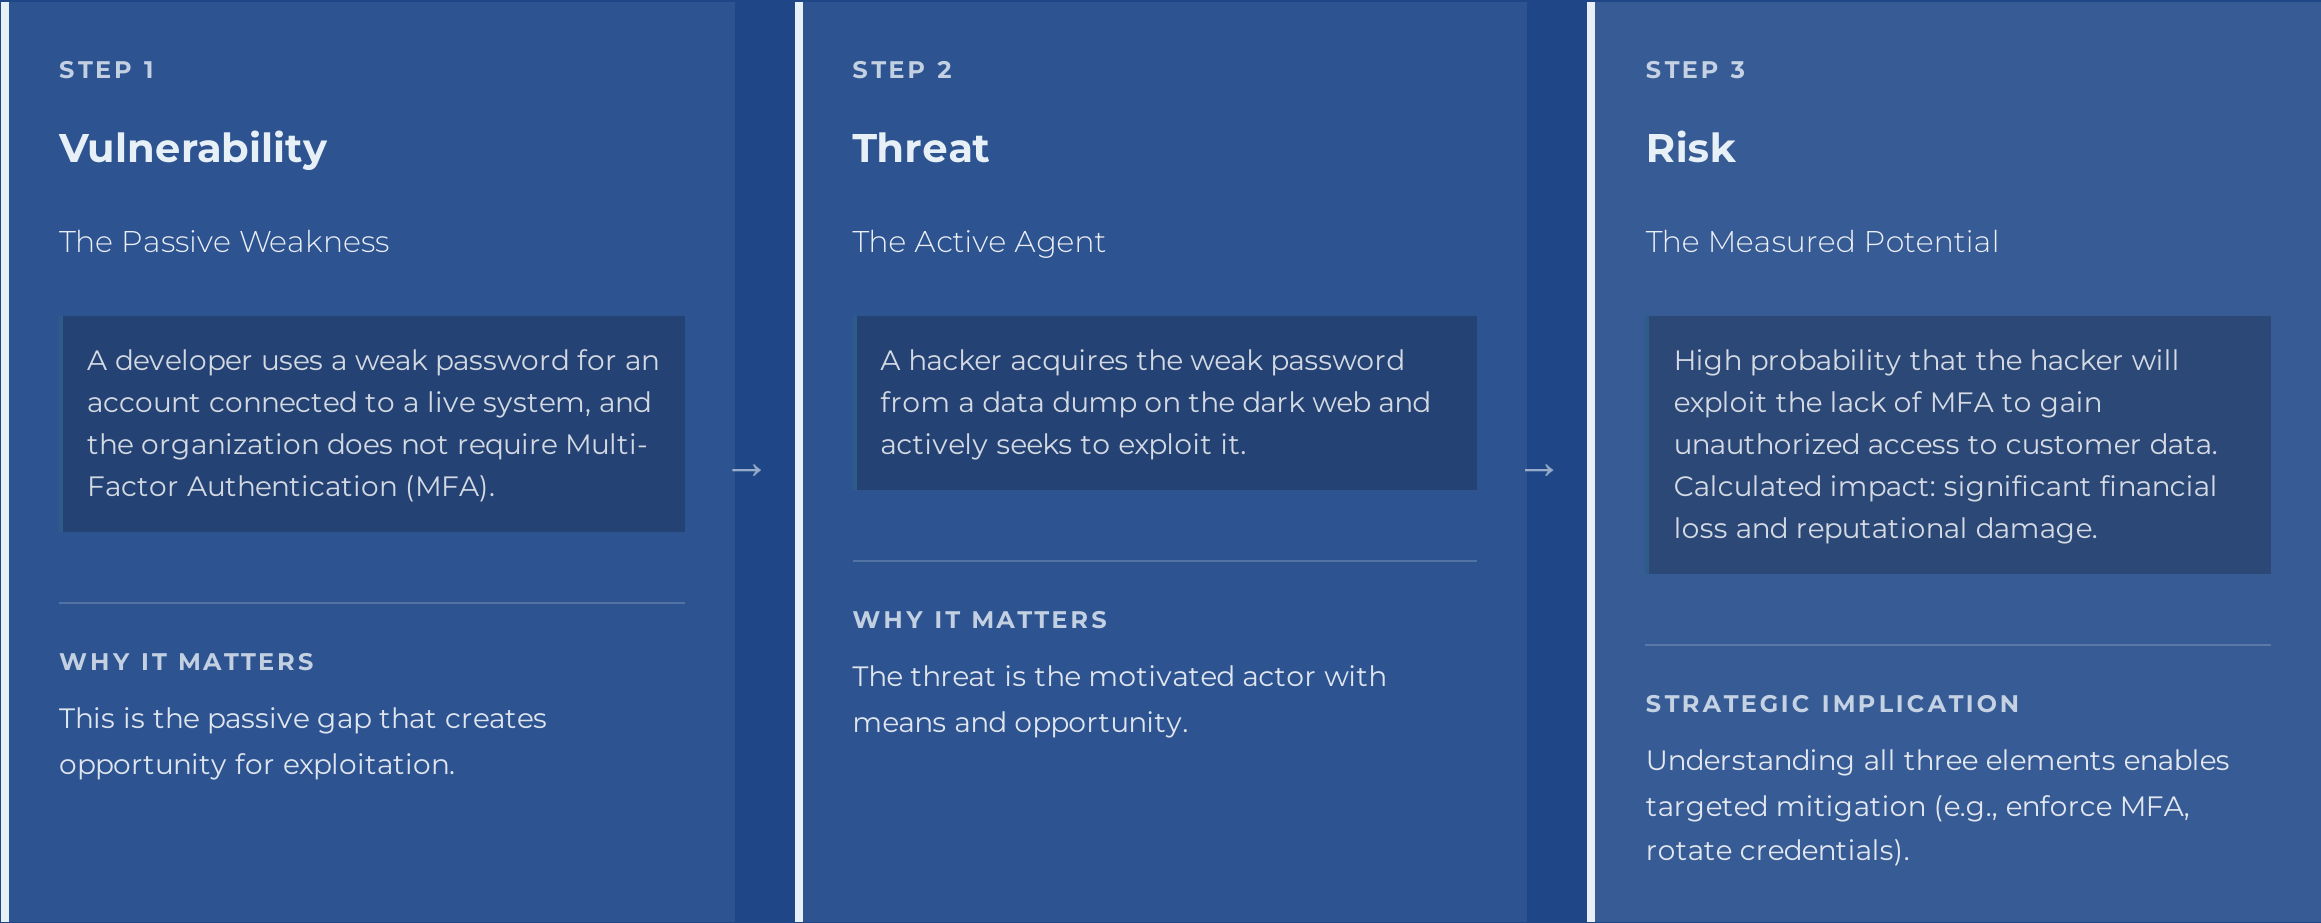 STEP 1
Vulnerability
The Passive Weakness
A developer uses a weak password for an
account connected to a live system, and
the organization does not require Multi-
Factor Authentication (MFA).
WHY IT MATTERS
This is the passive gap that creates
opportunity for exploitation.
→
STEP 2
Threat
The Active Agent
A hacker acquires the weak password
from a data dump on the dark web and
actively seeks to exploit it.
WHY IT MATTERS
The threat is the motivated actor with
means and opportunity.
→
STEP 3
Risk
The Measured Potential
High probability that the hacker will
exploit the lack of MFA to gain
unauthorized access to customer data.
Calculated impact: significant financial
loss and reputational damage.
STRATEGIC IMPLICATION
Understanding all three elements enables
targeted mitigation (e.g., enforce MFA,
rotate credentials).